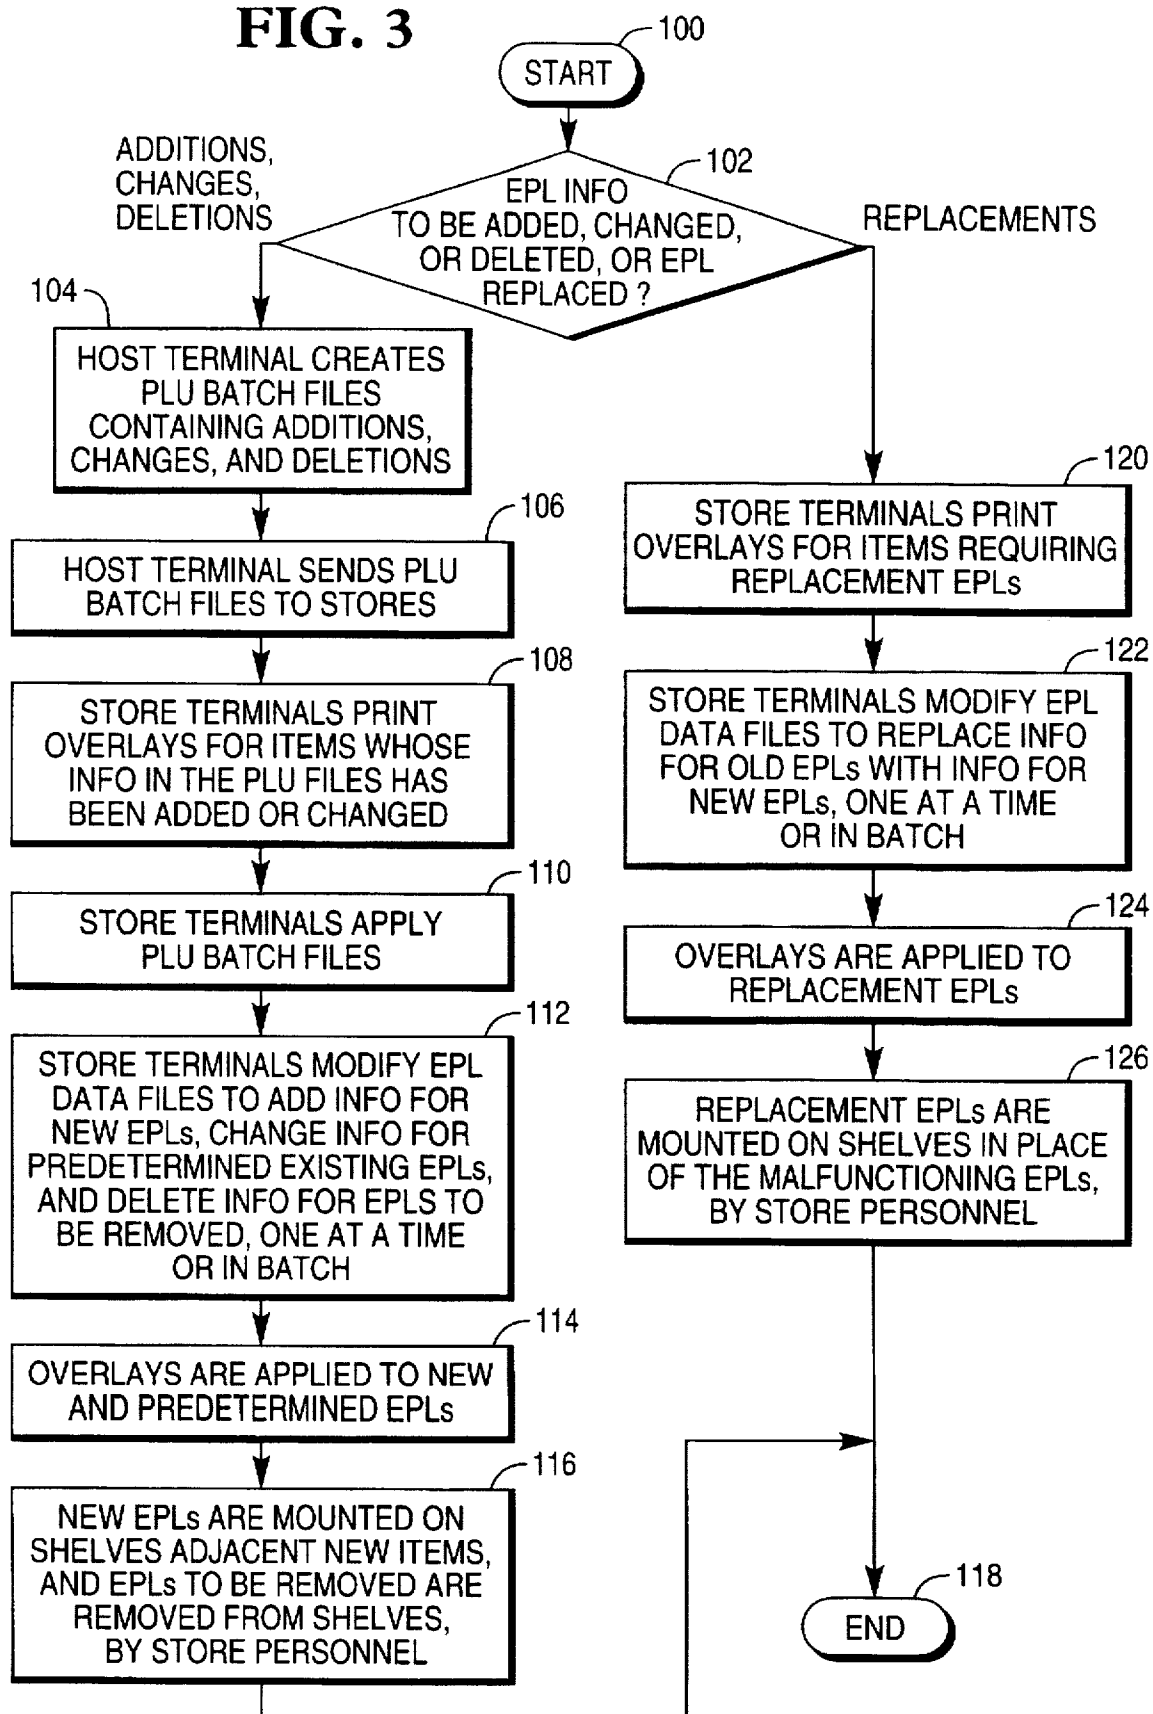 FIG. 3
100
START
ADDITIONS,
CHANGES,
DELETIONS
102
EPL INFO
TO BE ADDED, CHANGED,
OR DELETED, OR EPL
REPLACED ?
REPLACEMENTS
104
HOST TERMINAL CREATES
PLU BATCH FILES
CONTAINING ADDITIONS,
CHANGES, AND DELETIONS
106
HOST TERMINAL SENDS PLU
BATCH FILES TO STORES
108
STORE TERMINALS PRINT
OVERLAYS FOR ITEMS WHOSE
INFO IN THE PLU FILES HAS
BEEN ADDED OR CHANGED
110
STORE TERMINALS APPLY
PLU BATCH FILES
112
STORE TERMINALS MODIFY EPL
DATA FILES TO ADD INFO FOR
NEW EPLs, CHANGE INFO FOR
PREDETERMINED EXISTING EPLs,
AND DELETE INFO FOR EPLS TO
BE REMOVED, ONE AT A TIME
OR IN BATCH
114
OVERLAYS ARE APPLIED TO NEW
AND PREDETERMINED EPLs
116
NEW EPLs ARE MOUNTED ON
SHELVES ADJACENT NEW ITEMS,
AND EPLs TO BE REMOVED ARE
REMOVED FROM SHELVES,
BY STORE PERSONNEL
120
STORE TERMINALS PRINT
OVERLAYS FOR ITEMS REQUIRING
REPLACEMENT EPLs
122
STORE TERMINALS MODIFY EPL
DATA FILES TO REPLACE INFO
FOR OLD EPLs WITH INFO FOR
NEW EPLs, ONE AT A TIME
OR IN BATCH
124
OVERLAYS ARE APPLIED TO
REPLACEMENT EPLs
126
REPLACEMENT EPLs ARE
MOUNTED ON SHELVES IN PLACE
OF THE MALFUNCTIONING EPLs,
BY STORE PERSONNEL
118
END